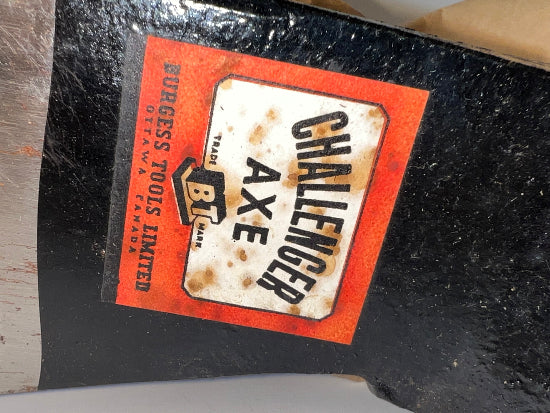 CHALLENGER
AXE
TRADE BT MARK
BURGESS TOOLS LIMITED
OTTAWA CANADA